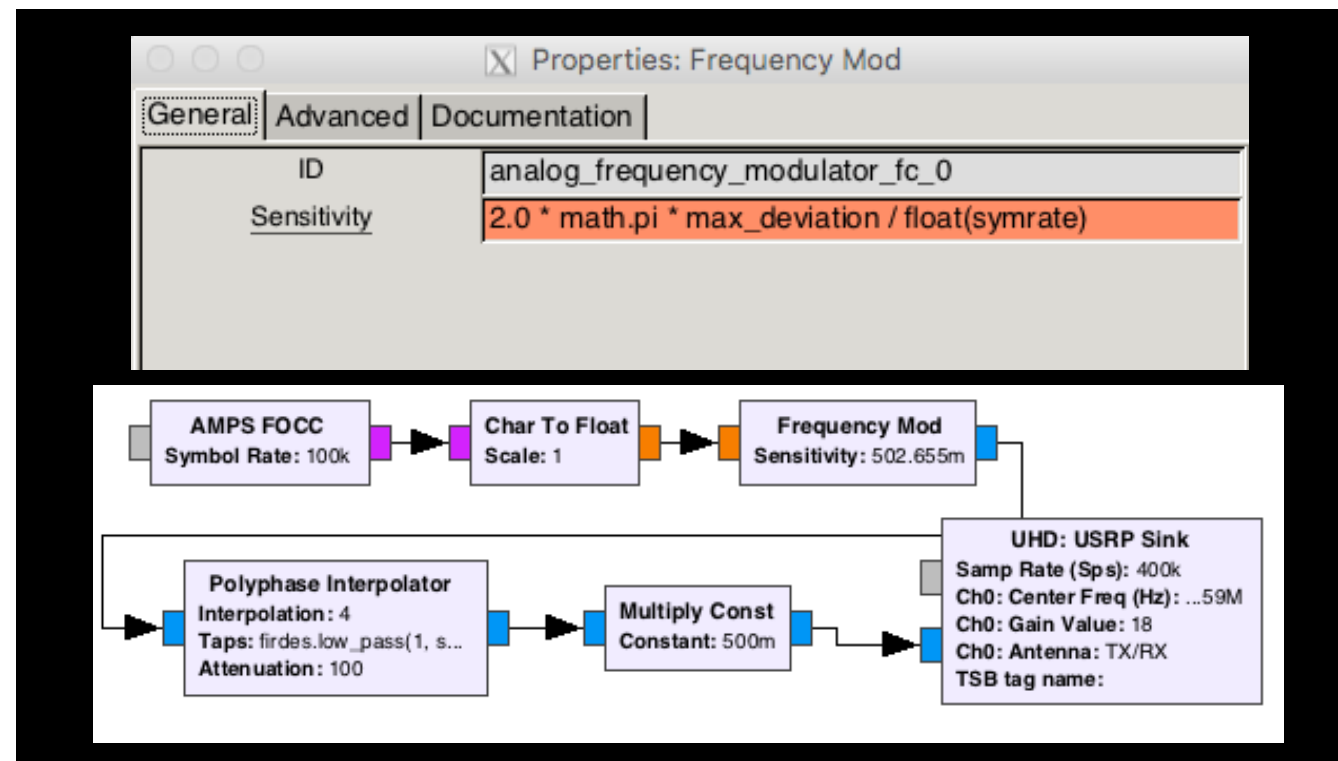 Properties: Frequency Mod
General Advanced Documentation
ID analog_frequency_modulator_fc_0
Sensitivity 2.0 * math.pi * max_deviation / float(symrate)
AMPS FOCC
Symbol Rate: 100k
Char To Float
Scale: 1
Frequency Mod
Sensitivity: 502.655m
Polyphase Interpolator
Interpolation: 4
Taps: firdes.low_pass(1, s...
Attenuation: 100
Multiply Const
Constant: 500m
UHD: USRP Sink
Samp Rate (Sps): 400k
Ch0: Center Freq (Hz): ...59M
Ch0: Gain Value: 18
Ch0: Antenna: TX/RX
TSB tag name: